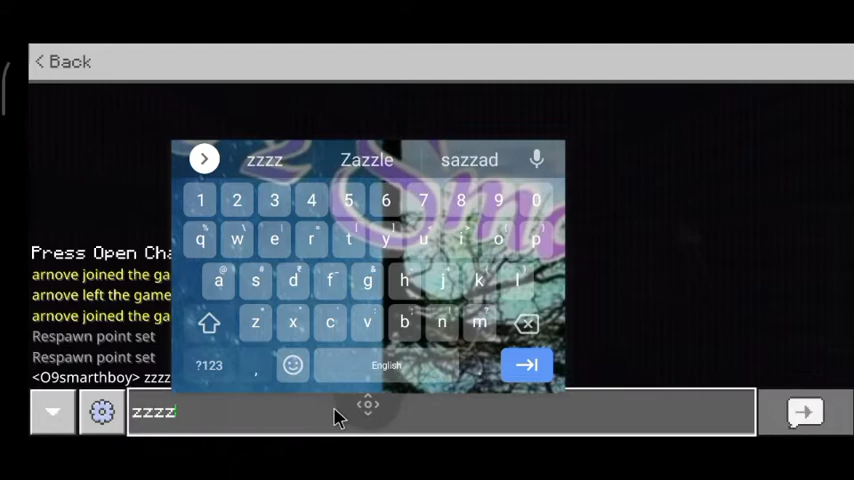 < Back
zzzz Zazzle sazzad
1 2 3 4 5 6 7 8 9 0
q w e r t y u i o p
a s d f g h j k l
z x c v b n m
?123 , English
Press Open Cha
arnove joined the ga
arnove left the game
arnove joined the ga
Respawn point set
Respawn point set
<O9smarthboy> zzzz
zzzz